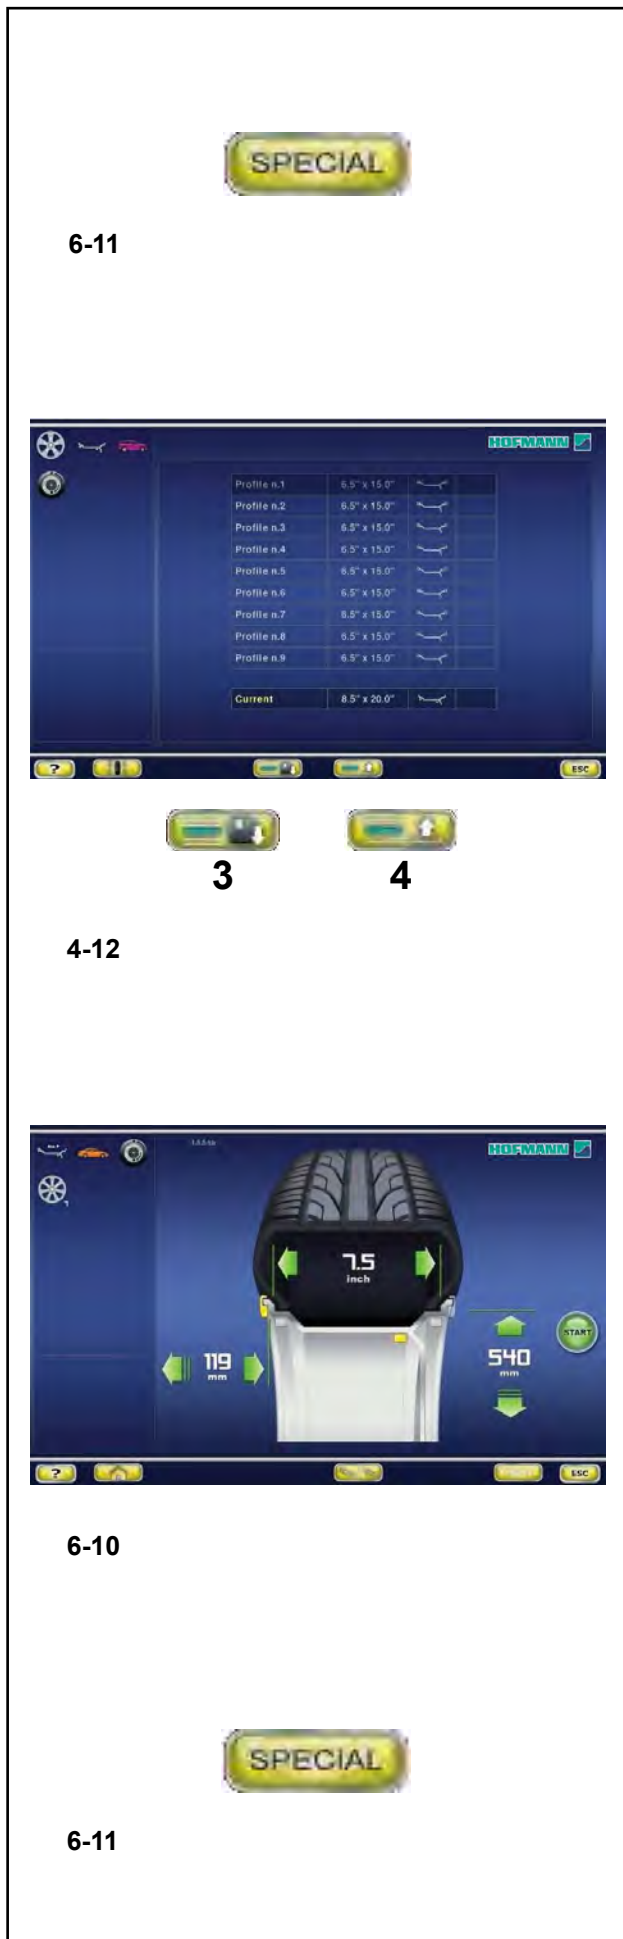 SPECIAL
6-11
HOFMANN
Profile n.1 6.5" x 15.0"
Profile n.2 6.5" x 15.0"
Profile n.3 6.5" x 15.0"
Profile n.4 6.5" x 15.0"
Profile n.5 6.5" x 15.0"
Profile n.6 6.5" x 15.0"
Profile n.7 6.5" x 15.0"
Profile n.8 6.5" x 15.0"
Profile n.9 6.5" x 15.0"
Current 8.5" x 20.0"
? ESC
3 4
4-12
HOFMANN
7.5
inch
START
119
mm
540
mm
? ESC
6-10
SPECIAL
6-11